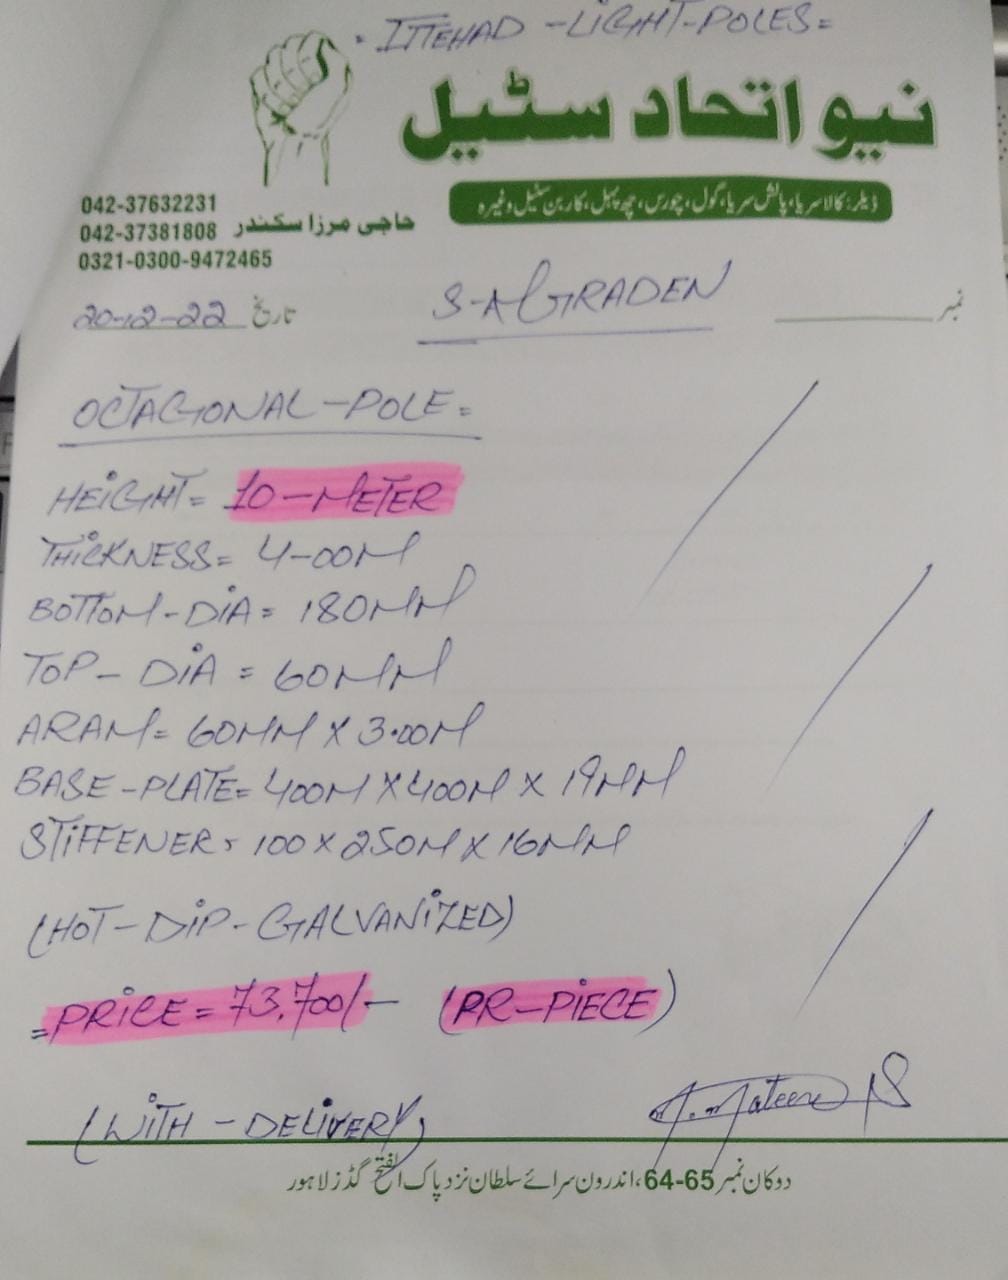 ITTEHAD - LIGHT - POLES =
نیو اتحاد سٹیل
ڈیلر: کالا سریا، پالش سریا، گول، چورس، چھ پہل، کاربن سٹیل وغیرہ
042-37632231
042-37381808 حاجی مرزا سکندر
0321-0300-9472465
نمبر
S-A GRADEN
تاریخ 20-12-22
OCTAGONAL - POLE =
HEIGHT = 10 - METER
THICKNESS = 4-00M
BOTTOM - DIA = 180MM
TOP - DIA = 60MM
ARAM = 60MM X 3.00M
BASE - PLATE = 400M X 400M X 19MM
STIFFENER = 100 X 250M X 16MM
(HOT - DIP - GALVANIZED)
= PRICE = 73,700/- (PR - PIECE)
(WITH - DELIVERY)
دوکان نمبر 65-64، اندرون سرائے سلطان نزد پاک الفتح گڈز لاہور